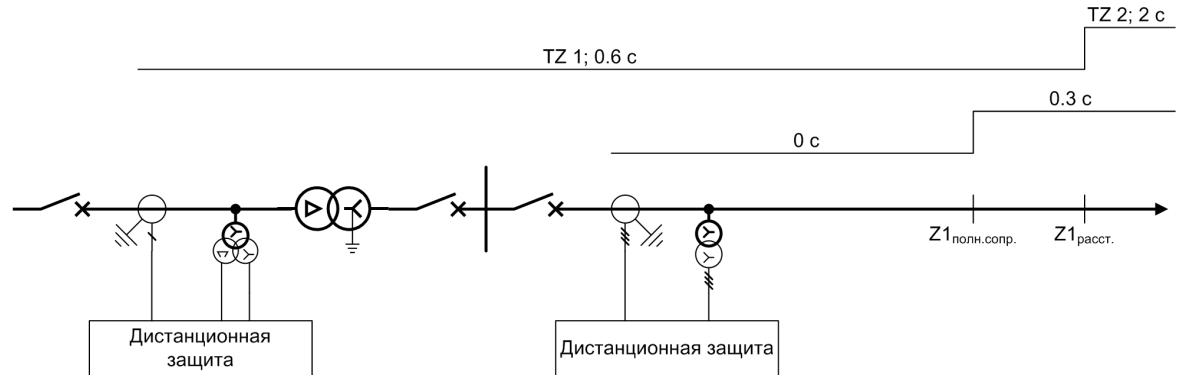 TZ 2; 2 с
TZ 1; 0.6 с
0.3 с
0 с
Z1полн.сопр.
Z1расст.
Дистанционная
защита
Дистанционная защита